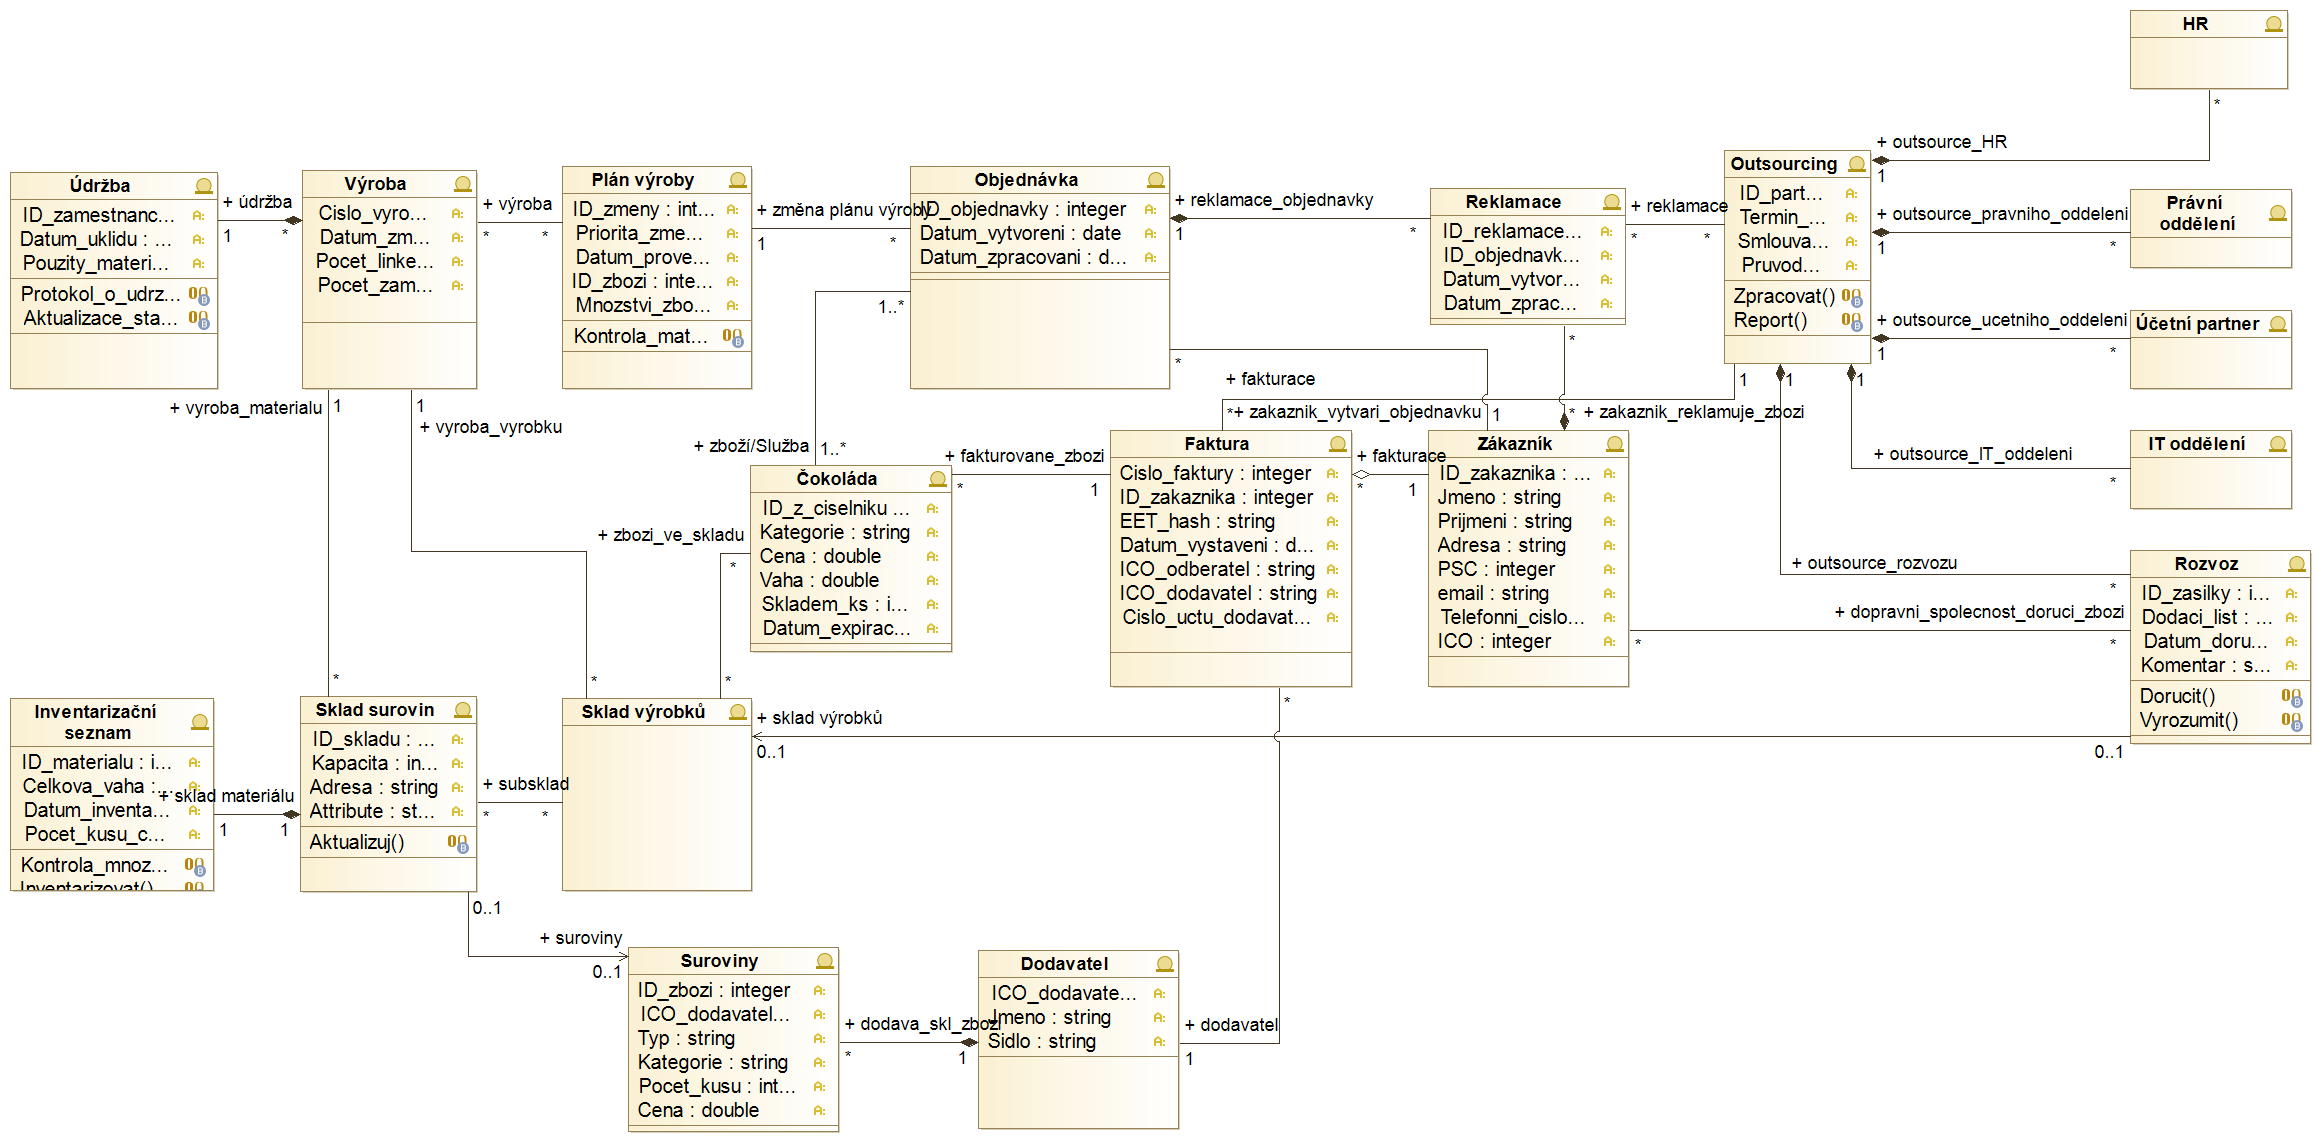 HR
+ outsource_HR
*
1
Údržba
ID_zamestnanc...
Datum_uklidu : ...
Pouzity_materi...
Protokol_o_udrz...
Aktualizace_sta...
+ údržba
1
*
Výroba
Cislo_vyro...
Datum_zm...
Pocet_linke...
Pocet_zam...
+ výroba
*
*
Plán výroby
ID_zmeny : int...
Priorita_zme...
Datum_prove...
ID_zbozi : inte...
Mnozstvi_zbo...
Kontrola_mat...
+ změna plánu výroby
1
*
Objednávka
ID_objednavky : integer
Datum_vytvoreni : date
Datum_zpracovani : d...
+ reklamace_objednavky
1
*
Reklamace
ID_reklamace...
ID_objednavk...
Datum_vytvor...
Datum_zprac...
+ reklamace
*
*
Outsourcing
ID_part...
Termin_...
Smlouva...
Pruvod...
Zpracovat()
Report()
+ outsource_pravniho_oddeleni
1
*
Právní
oddělení
+ outsource_ucetniho_oddeleni
1
*
Účetní partner
1..*
+ zboží/Služba
1..*
*
+ zakaznik_vytvari_objednavku
1
+ fakturace
*
1
1
1
*
* + zakaznik_reklamuje_zbozi
+ outsource_IT_oddeleni
*
IT oddělení
+ vyroba_materialu
1
*
1
+ vyroba_vyrobku
*
Čokoláda
ID_z_ciselniku ...
Kategorie : string
Cena : double
Vaha : double
Skladem_ks : i...
Datum_expirac...
+ fakturovane_zbozi
*
1
Faktura
Cislo_faktury : integer
ID_zakaznika : integer
EET_hash : string
Datum_vystaveni : d...
ICO_odberatel : string
ICO_dodavatel : string
Cislo_uctu_dodavat...
+ fakturace
*
1
Zákazník
ID_zakaznika : ...
Jmeno : string
Prijmeni : string
Adresa : string
PSC : integer
email : string
Telefonni_cislo...
ICO : integer
+ outsource_rozvozu
*
+ dopravni_spolecnost_doruci_zbozi
*
*
Rozvoz
ID_zasilky : i...
Dodaci_list : ...
Datum_doru...
Komentar : s...
Dorucit()
Vyrozumit()
+ zbozi_ve_skladu
*
*
Inventarizační
seznam
ID_materialu : i...
Celkova_vaha :...
Datum_inventa...
Pocet_kusu_c...
Kontrola_mnoz...
Inventarizovat()
+ sklad materiálu
1
1
Sklad surovin
ID_skladu : ...
Kapacita : in...
Adresa : string
Attribute : st...
Aktualizuj()
+ subsklad
*
*
Sklad výrobků
+ sklad výrobků
0..1
0..1
*
0..1
+ suroviny
0..1
Suroviny
ID_zbozi : integer
ICO_dodavatel...
Typ : string
Kategorie : string
Pocet_kusu : int...
Cena : double
+ dodava_skl_zbozi
*
1
Dodavatel
ICO_dodavate...
Jmeno : string
Sidlo : string
+ dodavatel
1